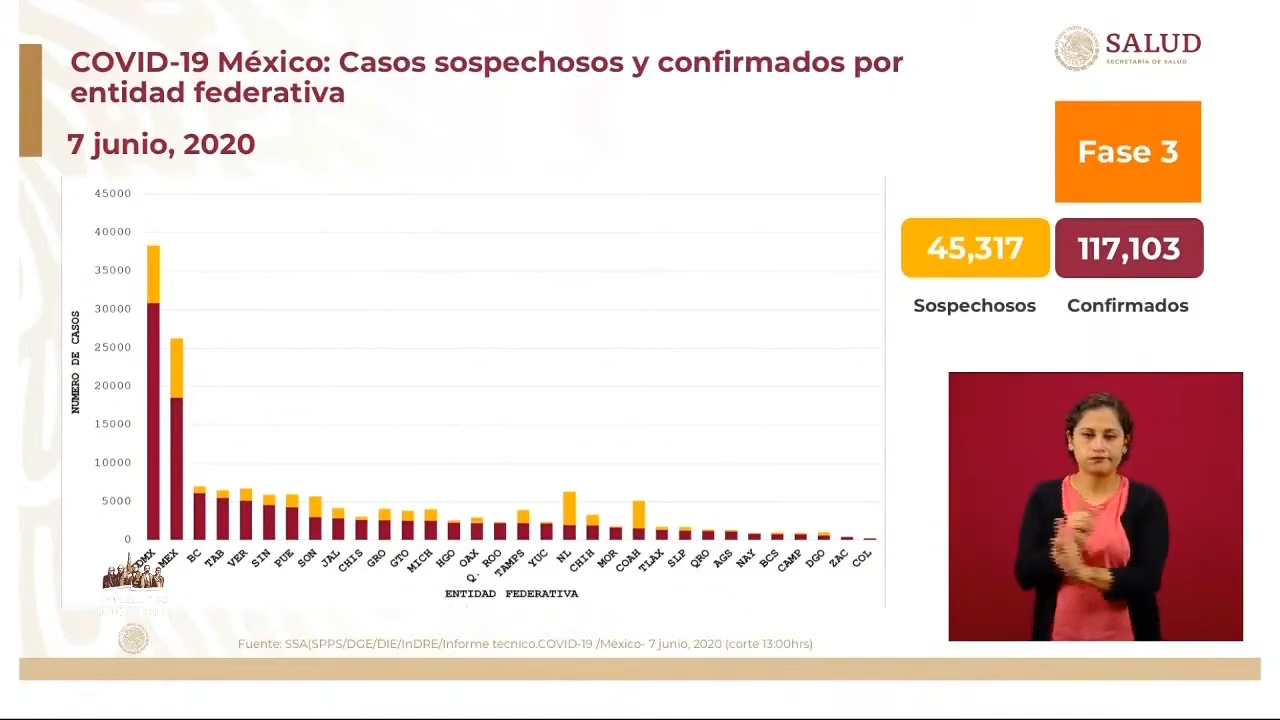 COVID-19 México: Casos sospechosos y confirmados por
entidad federativa
7 junio, 2020
SALUD
SECRETARÍA DE SALUD
Fase 3
45,317
117,103
Sospechosos
Confirmados
NUMERO DE CASOS
45000
40000
35000
30000
25000
20000
15000
10000
5000
0
CDMX MEX BC TAB VER SIN PUE SON JAL CHIS GRO GTO MICH HGO OAX Q. ROO TAMPS YUC NL CHIH MOR COAH TLAX SLP QRO AGS NAY BCS CAMP DGO ZAC COL
ENTIDAD FEDERATIVA
Fuente: SSA(SPPS/DGE/DIE/InDRE/Informe técnico.COVID-19 /México- 7 junio, 2020 (corte 13:00hrs)